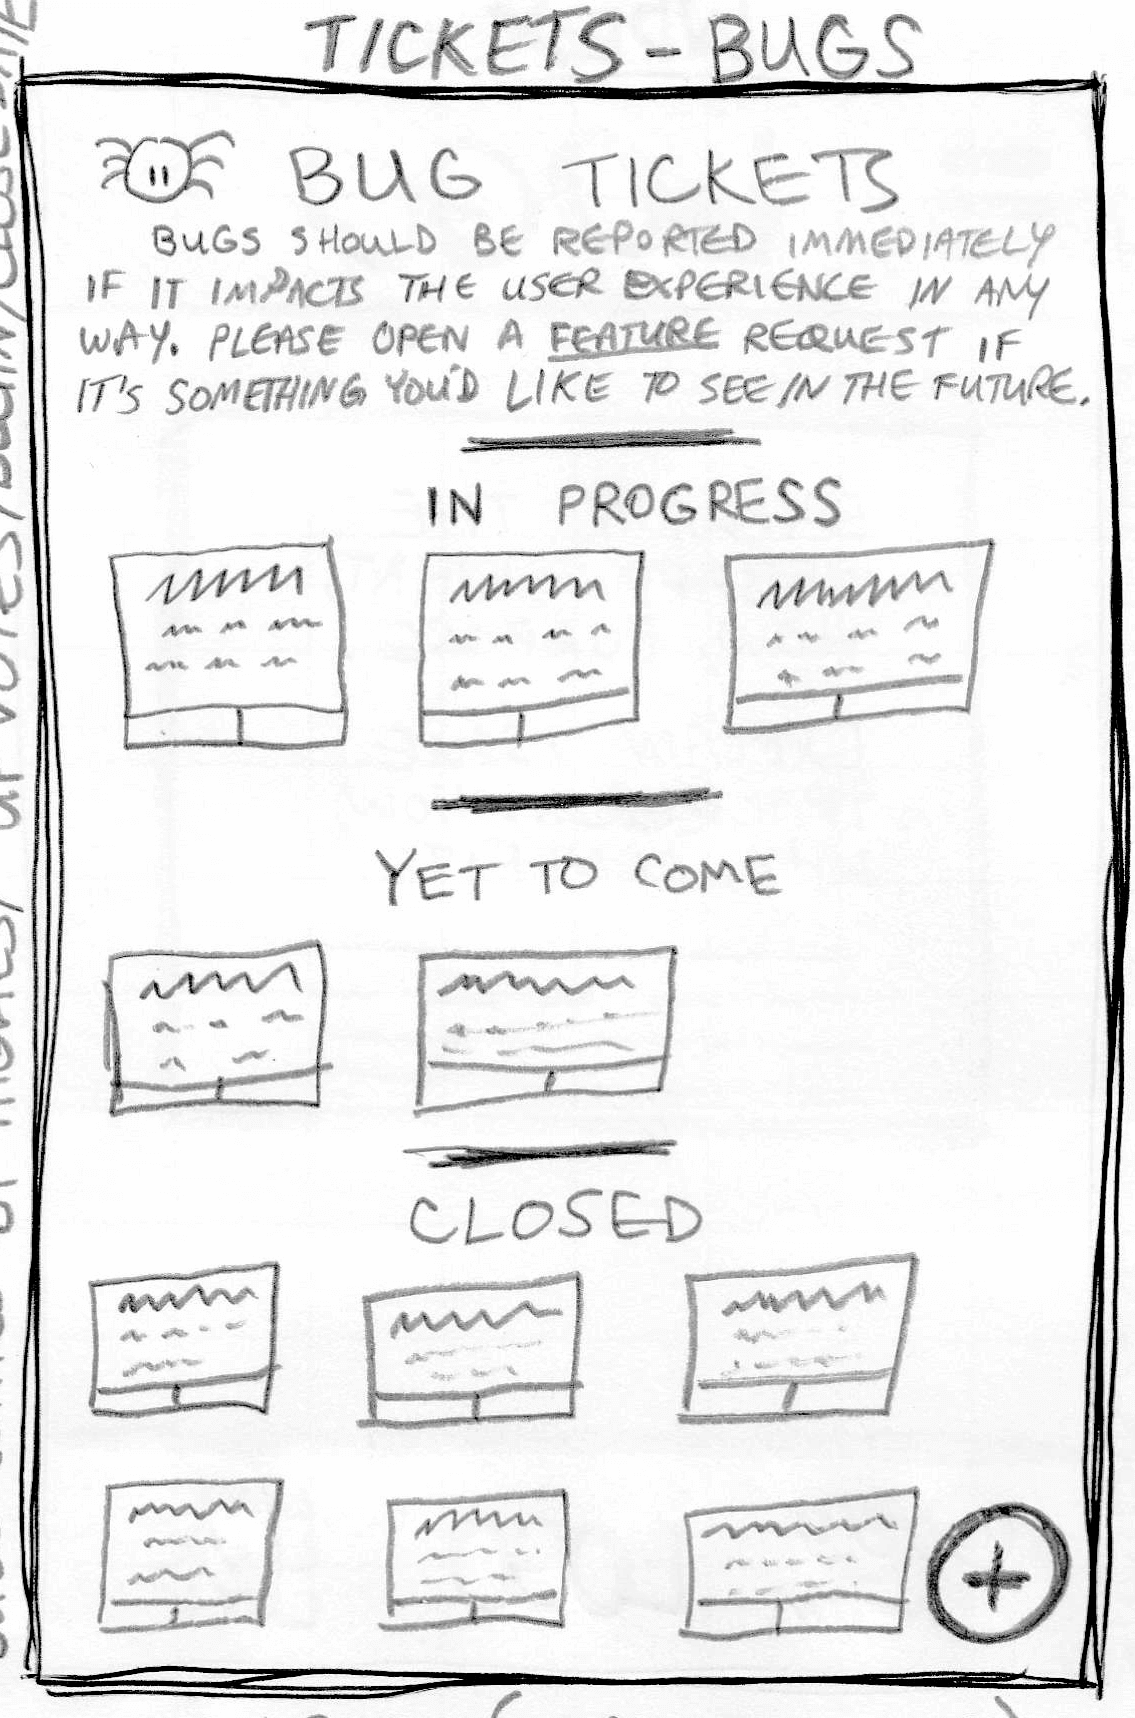 TICKETS - BUGS
BUG TICKETS
BUGS SHOULD BE REPORTED IMMEDIATELY
IF IT IMPACTS THE USER EXPERIENCE IN ANY
WAY. PLEASE OPEN A FEATURE REQUEST IF
IT'S SOMETHING YOU'D LIKE TO SEE IN THE FUTURE.
IN PROGRESS
YET TO COME
CLOSED
+